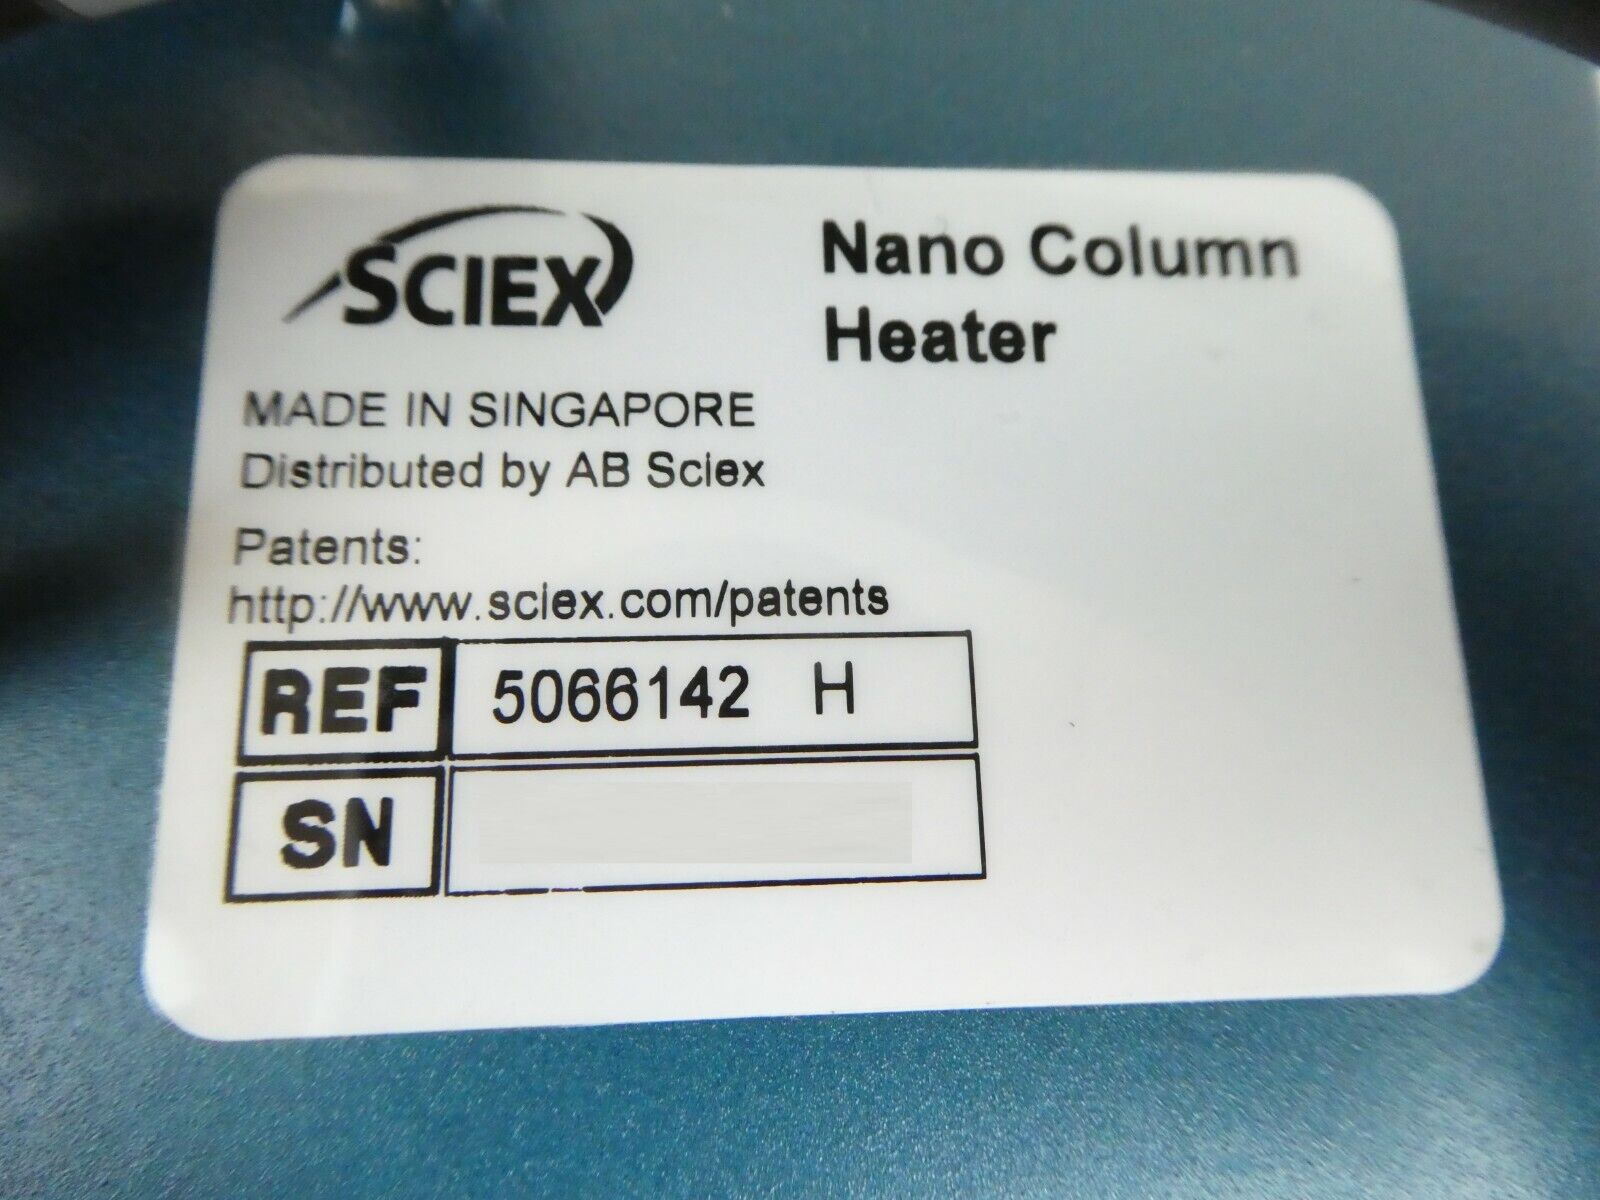 SCIEX
Nano Column
Heater
MADE IN SINGAPORE
Distributed by AB Sciex
Patents:
http://www.sciex.com/patents
REF 5066142 H
SN